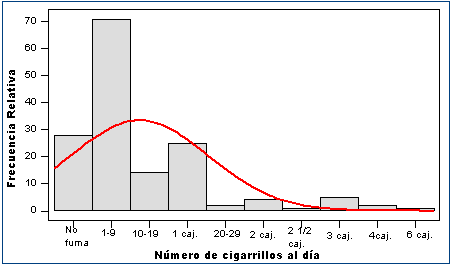 Frecuencia Relativa
70
60
50
40
30
20
10
0
No
fuma
1-9
10-19
1 caj.
20-29
2 caj.
2 1/2
caj.
3 caj.
4caj.
6 caj.
Número de cigarrillos al día